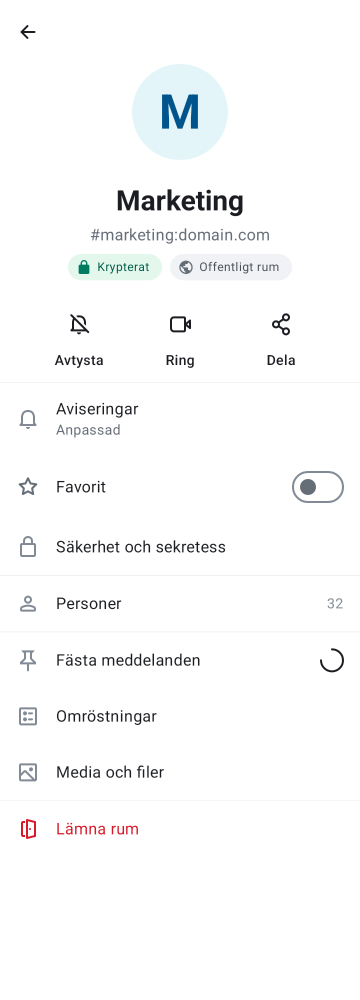 M
Marketing
#marketing:domain.com
Krypterat
Offentligt rum
Avtysta
Ring
Dela
Aviseringar
Anpassad
Favorit
Säkerhet och sekretess
Personer
32
Fästa meddelanden
Omröstningar
Media och filer
Lämna rum